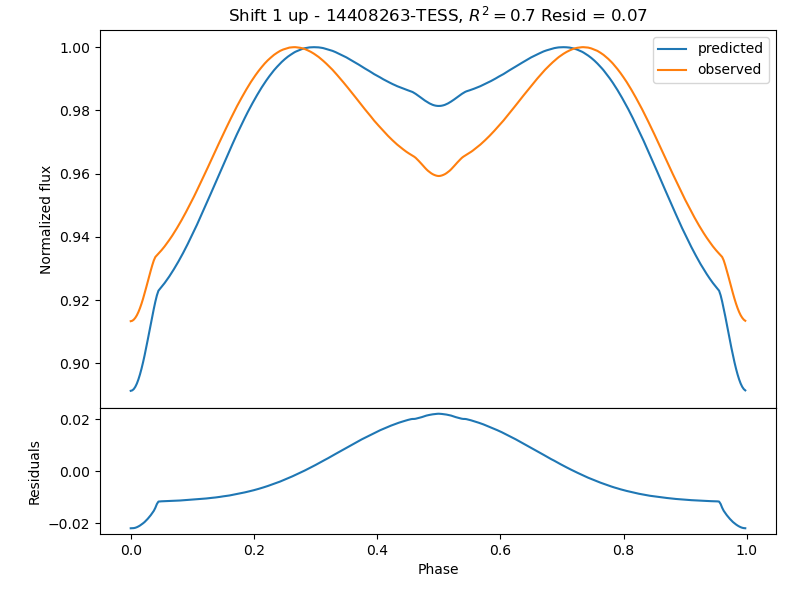 Shift 1 up - 14408263-TESS, R² = 0.7 Resid = 0.07
predicted
observed
Normalized flux
1.00
0.98
0.96
0.94
0.92
0.90
Residuals
0.02
0.00
−0.02
0.0 0.2 0.4 0.6 0.8 1.0
Phase